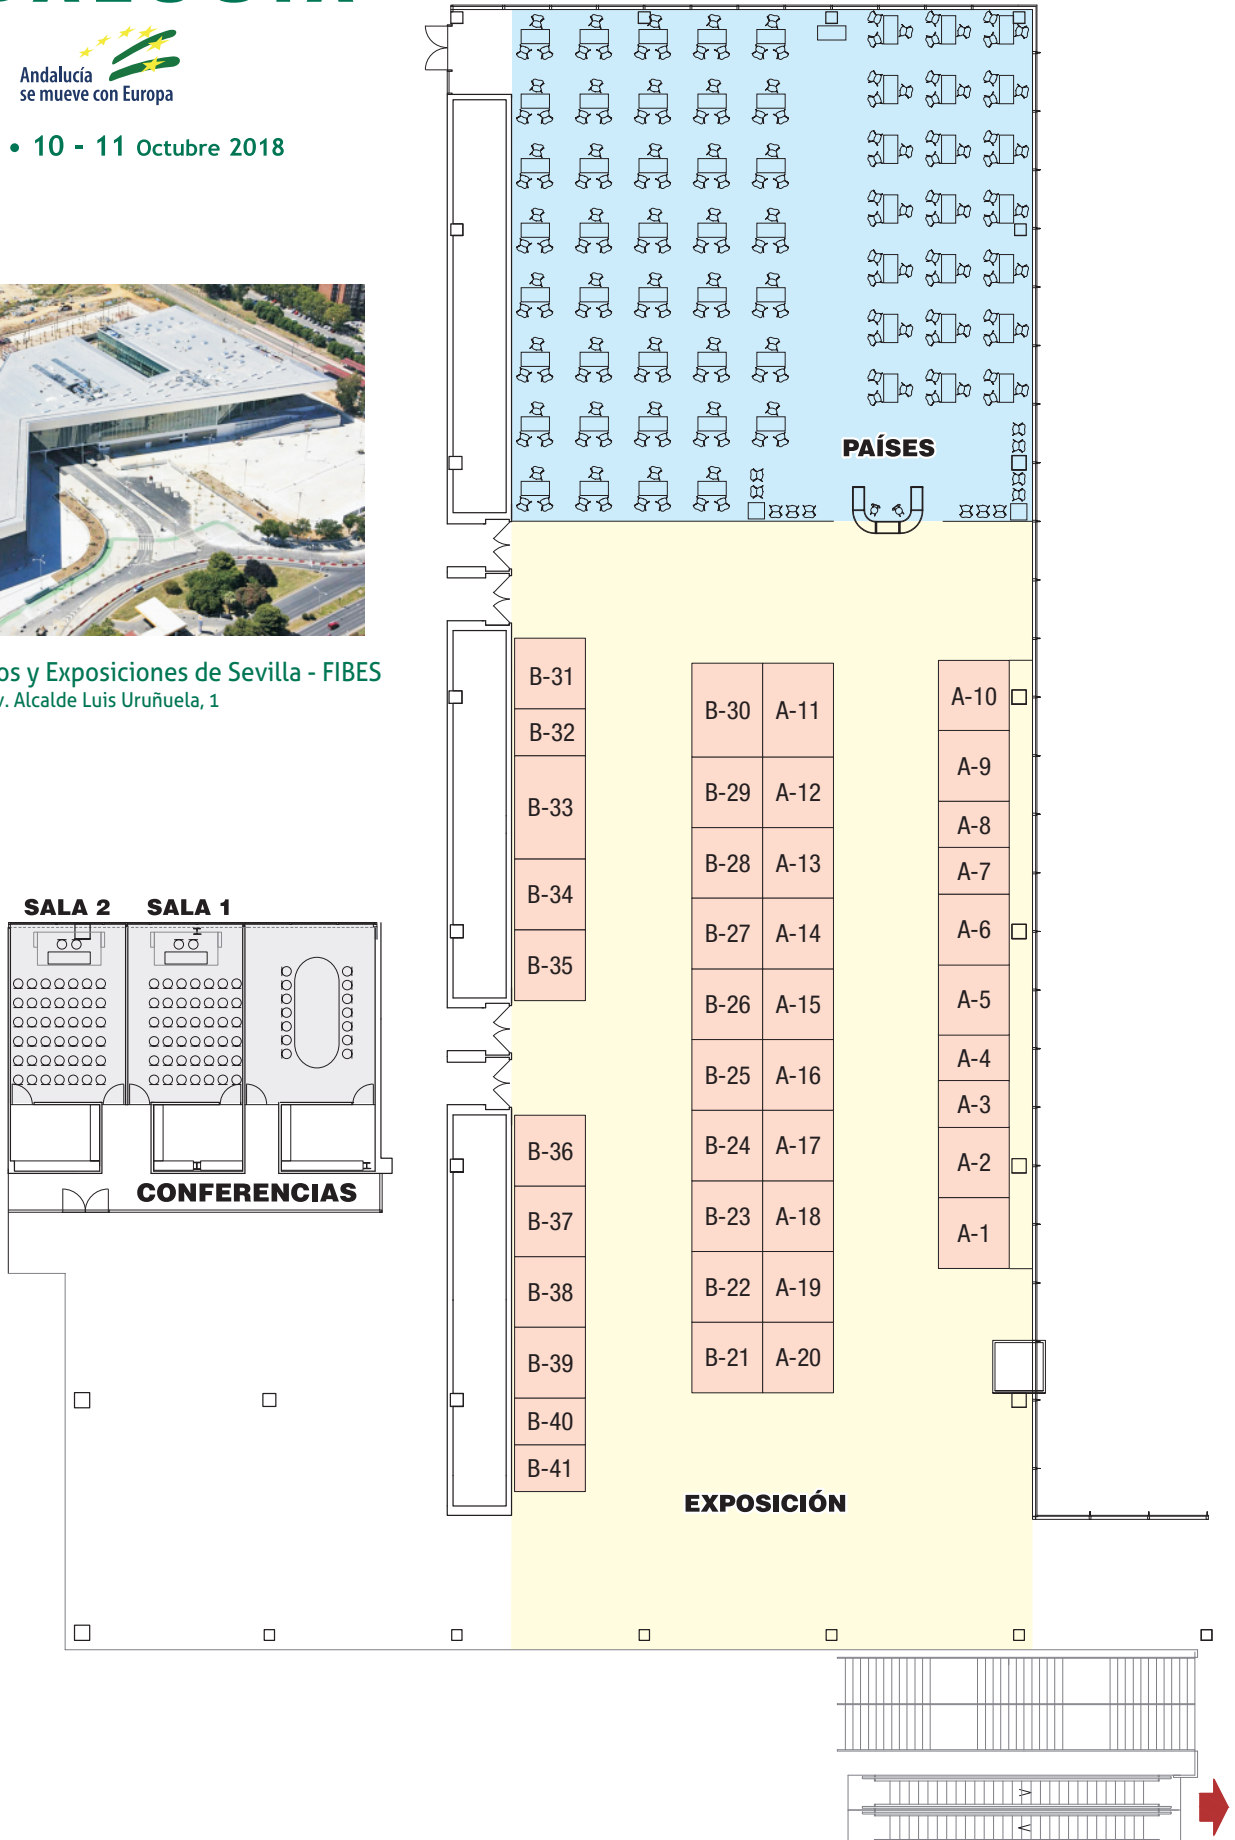 Andalucía
se mueve con Europa
• 10 - 11 Octubre 2018
PAÍSES
os y Exposiciones de Sevilla - FIBES
. Alcalde Luis Uruñuela, 1
B-31
B-32
B-33
B-34
B-35
B-30 A-11
B-29 A-12
B-28 A-13
B-27 A-14
B-26 A-15
B-25 A-16
B-24 A-17
B-23 A-18
B-22 A-19
B-21 A-20
A-10
A-9
A-8
A-7
A-6
A-5
A-4
A-3
A-2
A-1
SALA 2 SALA 1
CONFERENCIAS
B-36
B-37
B-38
B-39
B-40
B-41
EXPOSICIÓN